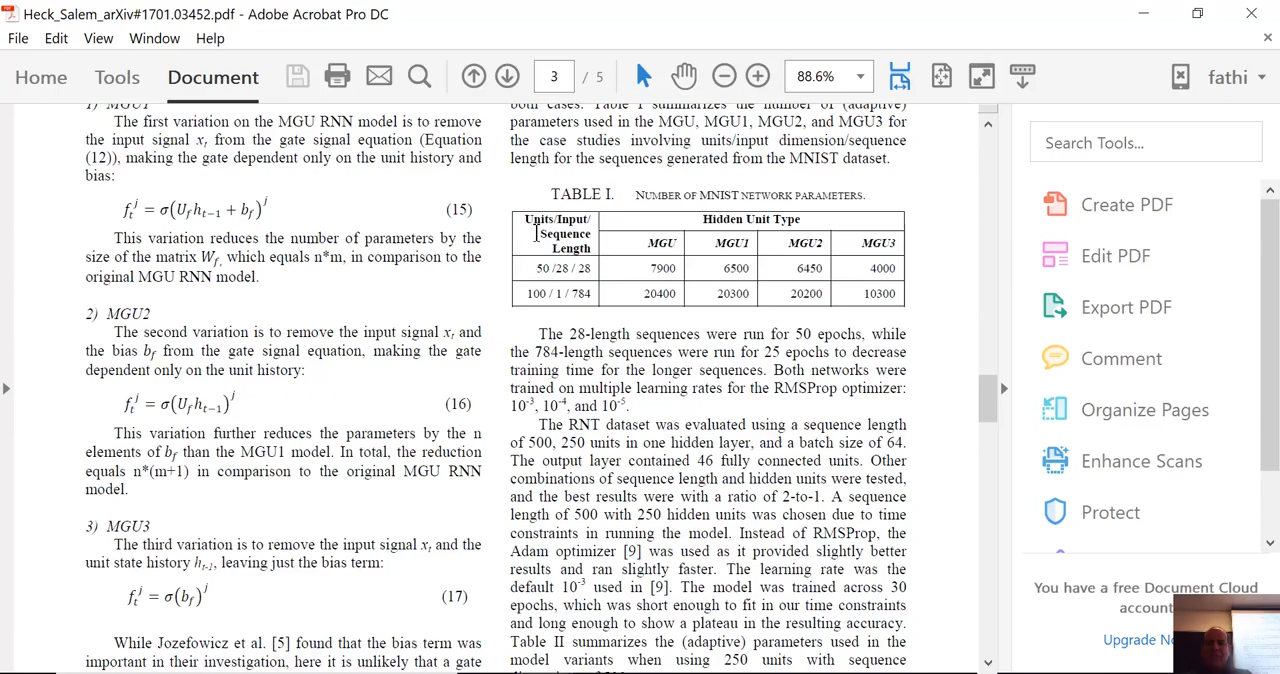 Heck_Salem_arXiv#1701.03452.pdf - Adobe Acrobat Pro DC
File Edit View Window Help
Home Tools Document 3 / 5 88.6% fathi
1) MGU1
The first variation on the MGU RNN model is to remove
the input signal xt from the gate signal equation (Equation
(12)), making the gate dependent only on the unit history and
bias:
f_t^j = σ(U_f h_{t−1} + b_f)^j (15)
This variation reduces the number of parameters by the
size of the matrix W_f, which equals n*m, in comparison to the
original MGU RNN model.
2) MGU2
The second variation is to remove the input signal xt and
the bias bf from the gate signal equation, making the gate
dependent only on the unit history:
f_t^j = σ(U_f h_{t−1})^j (16)
This variation further reduces the parameters by the n
elements of bf than the MGU1 model. In total, the reduction
equals n*(m+1) in comparison to the original MGU RNN
model.
3) MGU3
The third variation is to remove the input signal xt and the
unit state history ht-1, leaving just the bias term:
f_t^j = σ(b_f)^j (17)
While Jozefowicz et al. [5] found that the bias term was
important in their investigation, here it is unlikely that a gate
both cases. Table I summarizes the number of (adaptive)
parameters used in the MGU, MGU1, MGU2, and MGU3 for
the case studies involving units/input dimension/sequence
length for the sequences generated from the MNIST dataset.
TABLE I. NUMBER OF MNIST NETWORK PARAMETERS.
Units/Input/
Sequence
Length
Hidden Unit Type
MGU MGU1 MGU2 MGU3
50 /28 / 28 7900 6500 6450 4000
100 / 1 / 784 20400 20300 20200 10300
The 28-length sequences were run for 50 epochs, while
the 784-length sequences were run for 25 epochs to decrease
training time for the longer sequences. Both networks were
trained on multiple learning rates for the RMSProp optimizer:
10-3, 10-4, and 10-5.
The RNT dataset was evaluated using a sequence length
of 500, 250 units in one hidden layer, and a batch size of 64.
The output layer contained 46 fully connected units. Other
combinations of sequence length and hidden units were tested,
and the best results were with a ratio of 2-to-1. A sequence
length of 500 with 250 hidden units was chosen due to time
constraints in running the model. Instead of RMSProp, the
Adam optimizer [9] was used as it provided slightly better
results and ran slightly faster. The learning rate was the
default 10-3 used in [9]. The model was trained across 30
epochs, which was short enough to fit in our time constraints
and long enough to show a plateau in the resulting accuracy.
Table II summarizes the (adaptive) parameters used in the
model variants when using 250 units with sequence
Search Tools...
Create PDF
Edit PDF
Export PDF
Comment
Organize Pages
Enhance Scans
Protect
You have a free Document Cloud
account
Upgrade